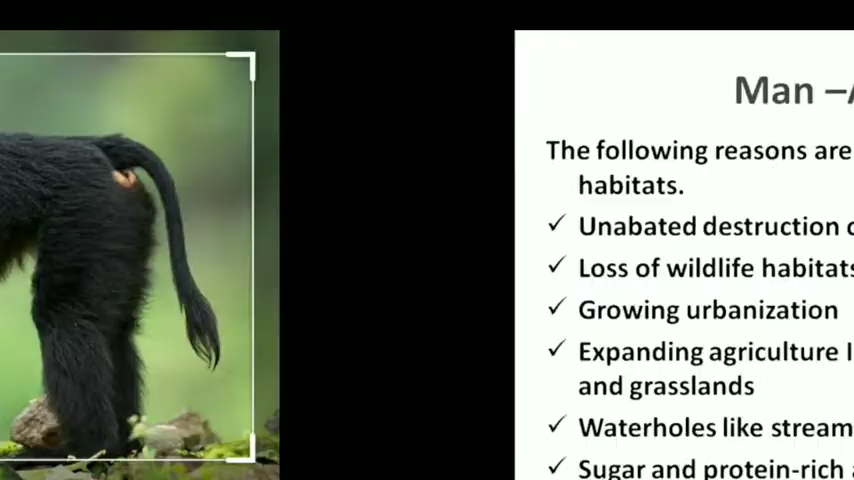 Man –
The following reasons are
habitats.
✓ Unabated destruction
✓ Loss of wildlife habitats
✓ Growing urbanization
✓ Expanding agriculture
and grasslands
✓ Waterholes like stream
✓ Sugar and protein-rich